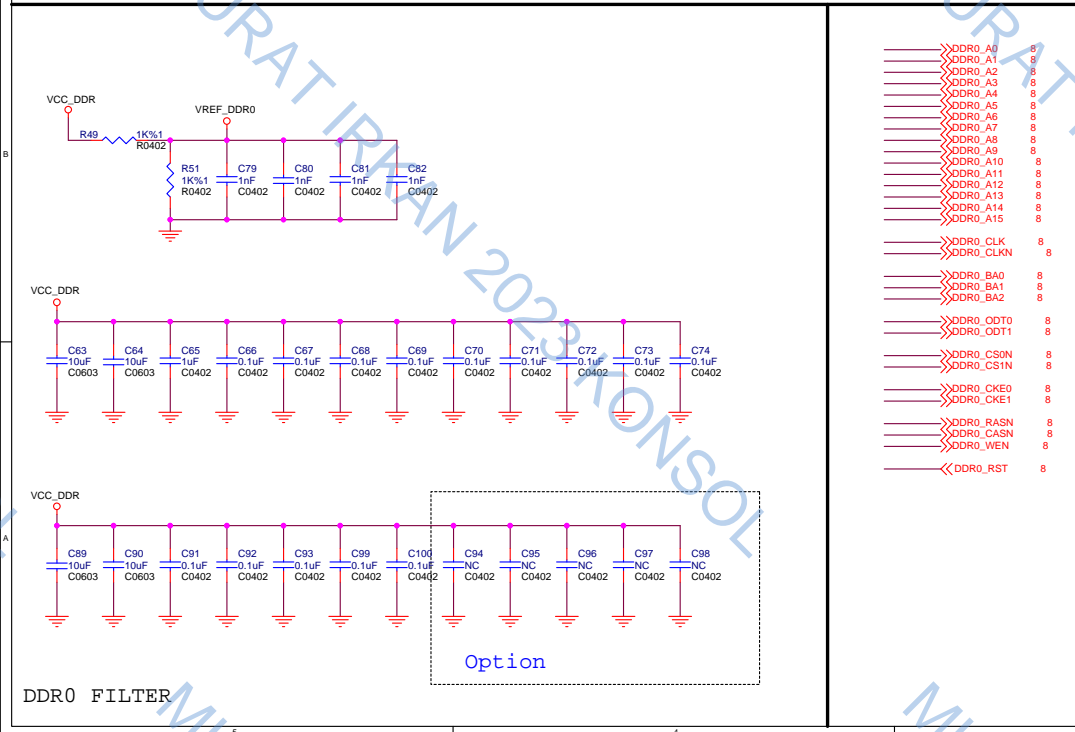 VCC_DDR
VREF_DDR0
R49
1K%1
R0402
R51
1K%1
R0402
C79
1nF
C0402
C80
1nF
C0402
C81
1nF
C0402
C82
1nF
C0402
B
VCC_DDR
C63
10uF
C0603
C64
10uF
C0603
C65
1uF
C0402
C66
0.1uF
C0402
C67
0.1uF
C0402
C68
0.1uF
C0402
C69
0.1uF
C0402
C70
0.1uF
C0402
C71
0.1uF
C0402
C72
0.1uF
C0402
C73
0.1uF
C0402
C74
0.1uF
C0402
VCC_DDR
A
C89
10uF
C0603
C90
10uF
C0603
C91
0.1uF
C0402
C92
0.1uF
C0402
C93
0.1uF
C0402
C99
0.1uF
C0402
C100
0.1uF
C0402
C94
NC
C0402
C95
NC
C0402
C96
NC
C0402
C97
NC
C0402
C98
NC
C0402
Option
DDR0 FILTER
DDR0_A0 8
DDR0_A1 8
DDR0_A2 8
DDR0_A3 8
DDR0_A4 8
DDR0_A5 8
DDR0_A6 8
DDR0_A7 8
DDR0_A8 8
DDR0_A9 8
DDR0_A10 8
DDR0_A11 8
DDR0_A12 8
DDR0_A13 8
DDR0_A14 8
DDR0_A15 8
DDR0_CLK 8
DDR0_CLKN 8
DDR0_BA0 8
DDR0_BA1 8
DDR0_BA2 8
DDR0_ODT0 8
DDR0_ODT1 8
DDR0_CS0N 8
DDR0_CS1N 8
DDR0_CKE0 8
DDR0_CKE1 8
DDR0_RASN 8
DDR0_CASN 8
DDR0_WEN 8
DDR0_RST 8
URAT IRKAN 2023 KONSOL